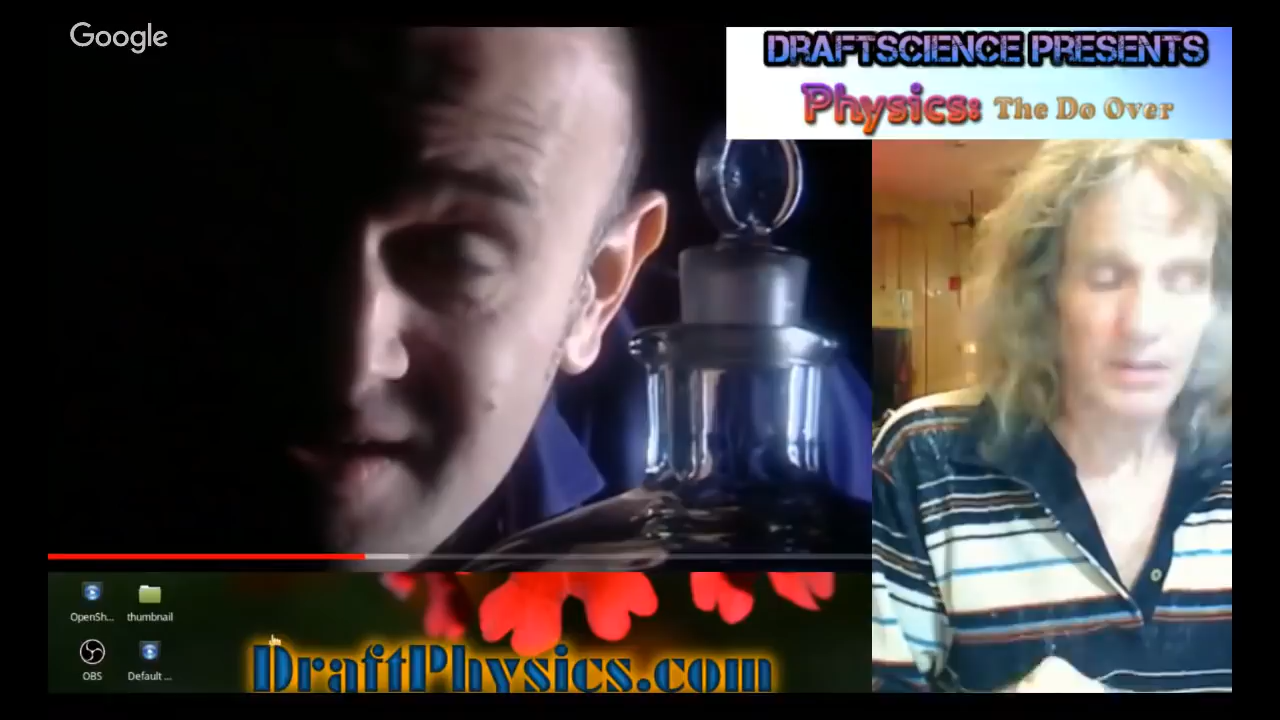 Google
DRAFTSCIENCE PRESENTS
Physics: The Do Over
OpenSh... thumbnail
OBS Default ...
DraftPhysics.com